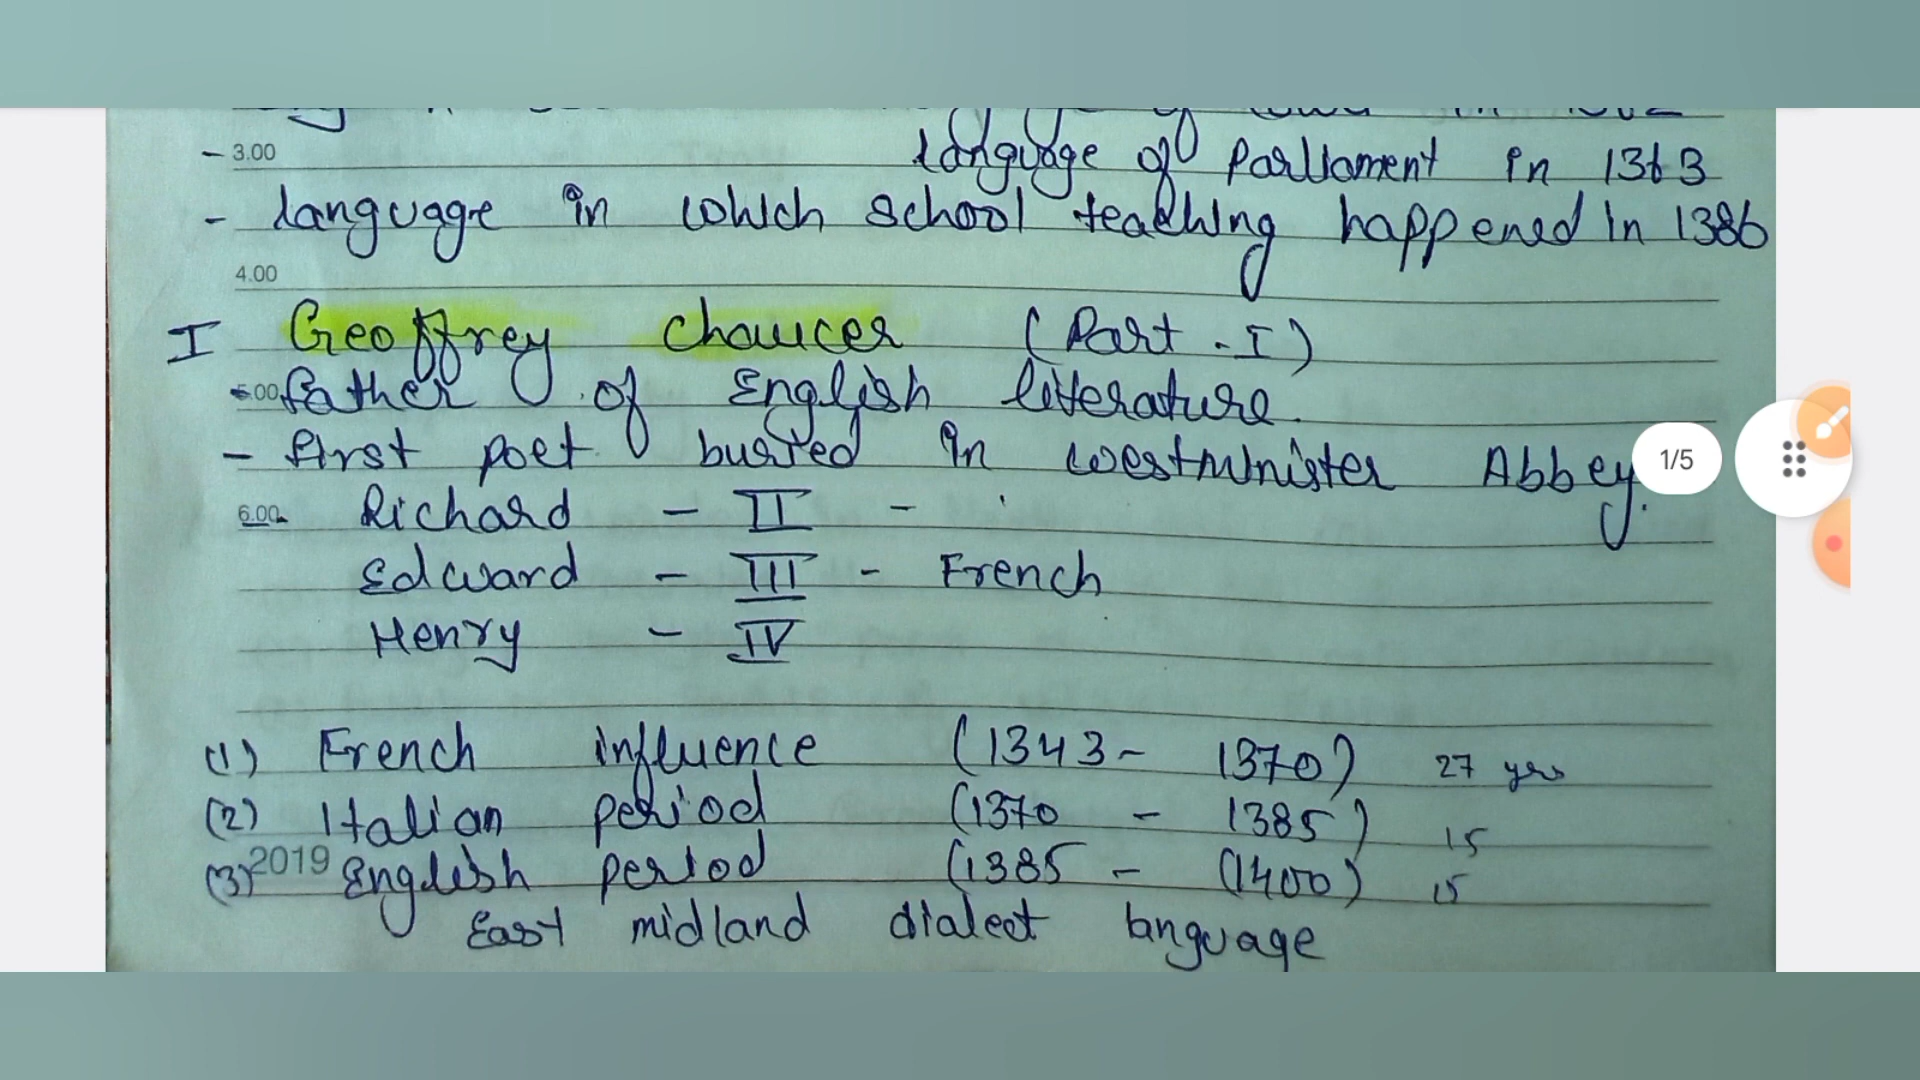 language of Parliament in 1363
- 3.00
- language in which school teaching happened in 1386
4.00
I Geoffrey Chaucer (Part - I)
- 5.00 father of English literature.
- first poet buried in westminister Abbey.
1/5
6.00 Richard - II -
Edward - III - French
Henry - IV
(1) French influence (1343 - 1370) 27 yrs
(2) Italian period (1370 - 1385) 15
2019
(3) English period (1385 - (1400) 15
East midland dialect language